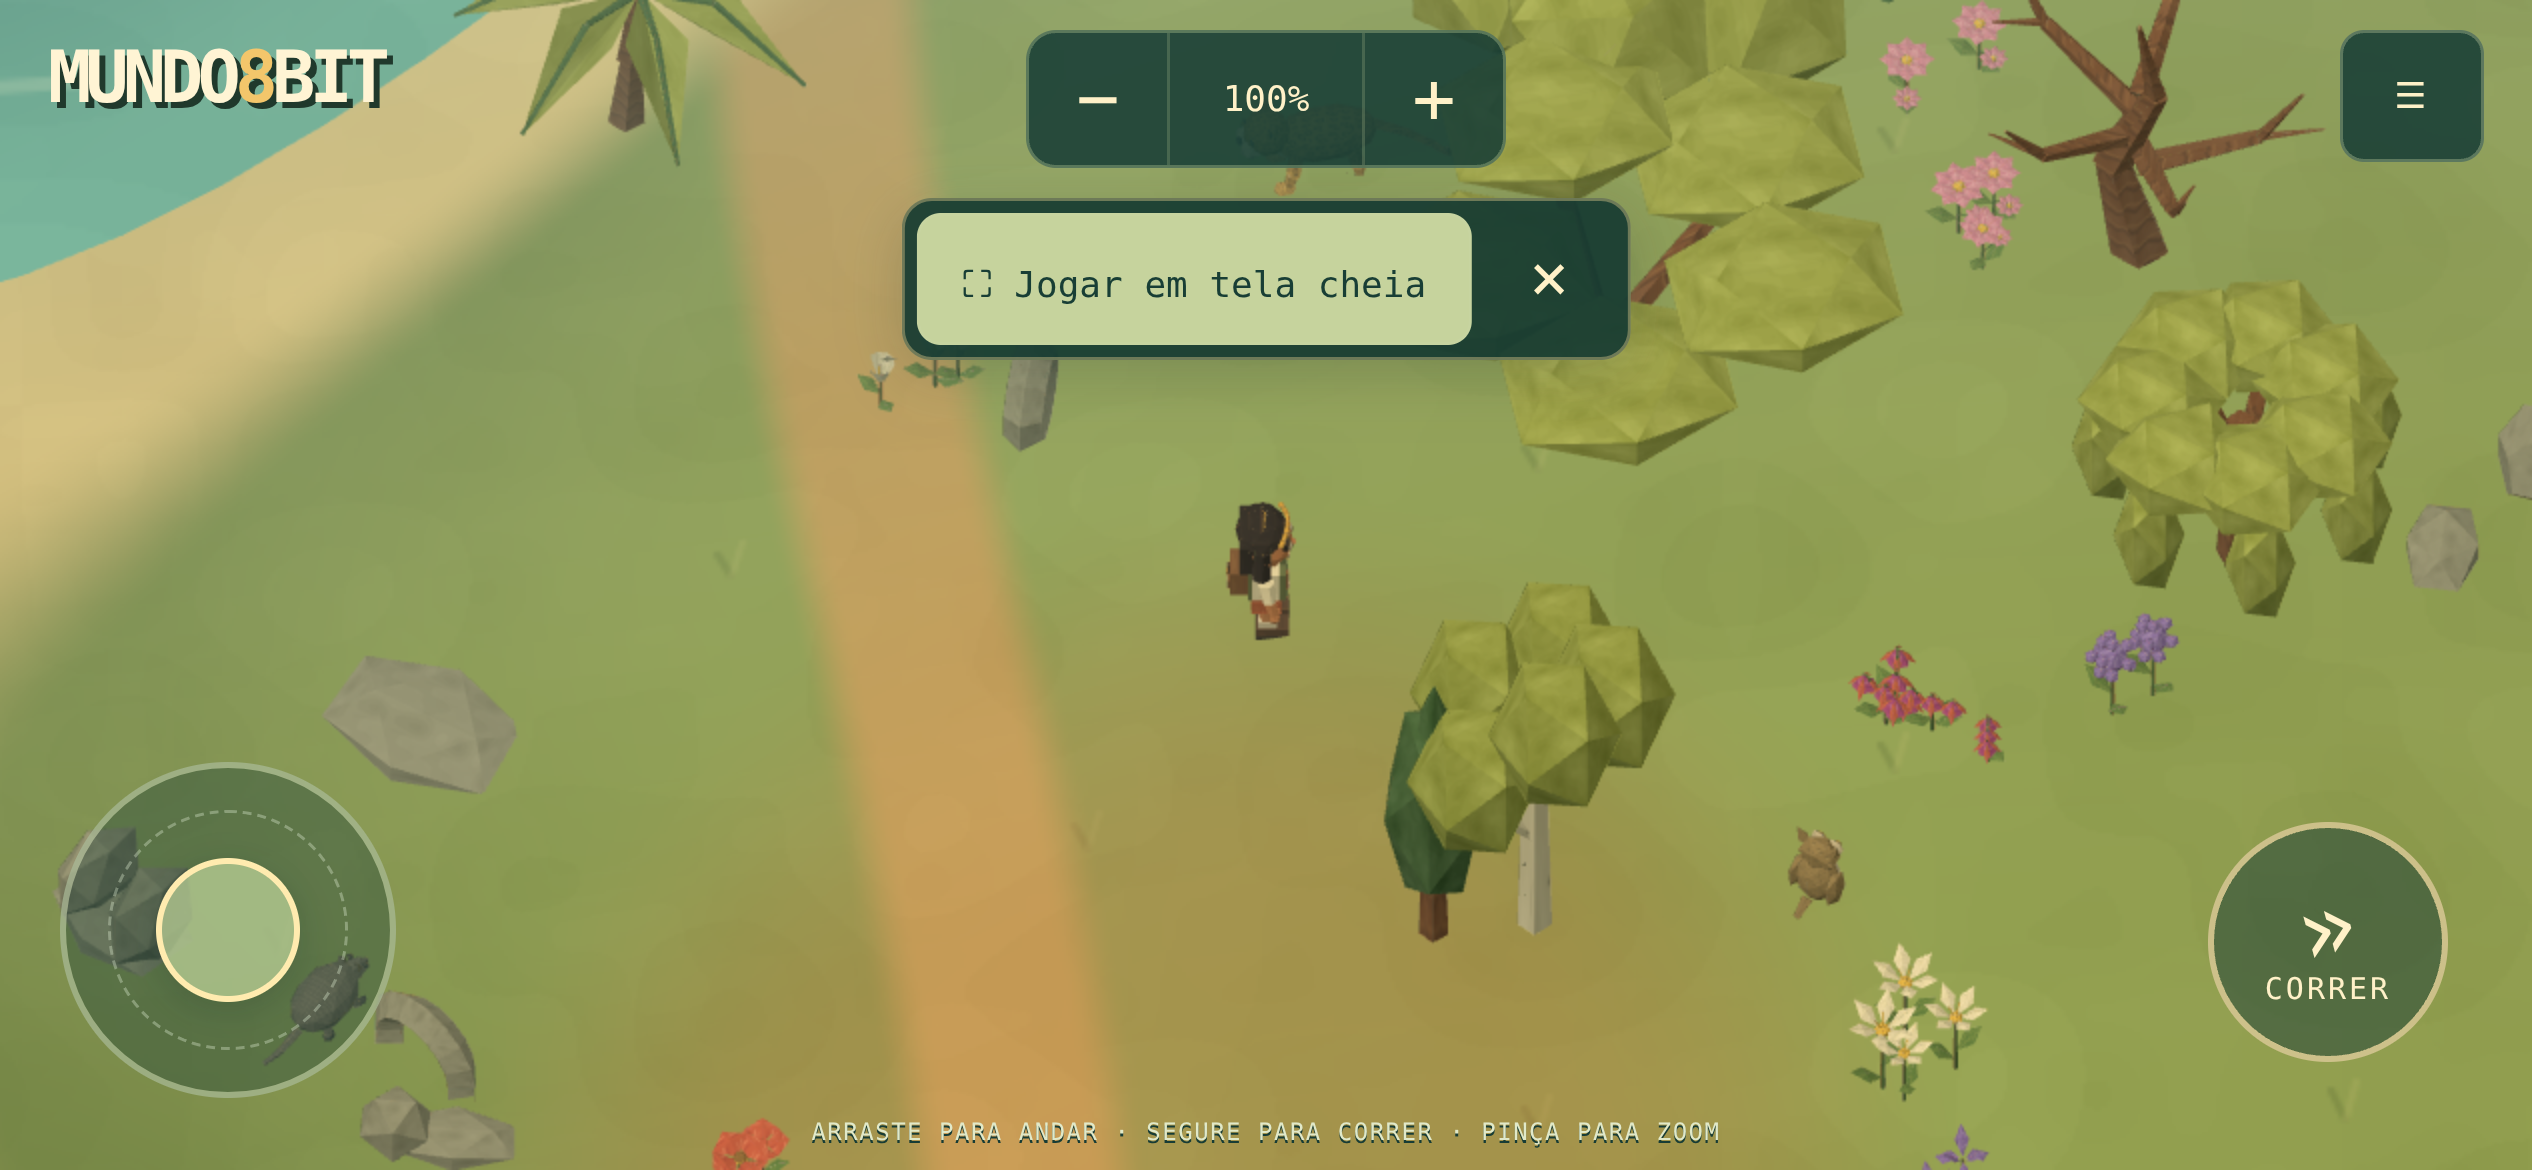 MUNDO8BIT
− 100% +
☰
⛶ Jogar em tela cheia ✕
»
CORRER
ARRASTE PARA ANDAR · SEGURE PARA CORRER · PINÇA PARA ZOOM